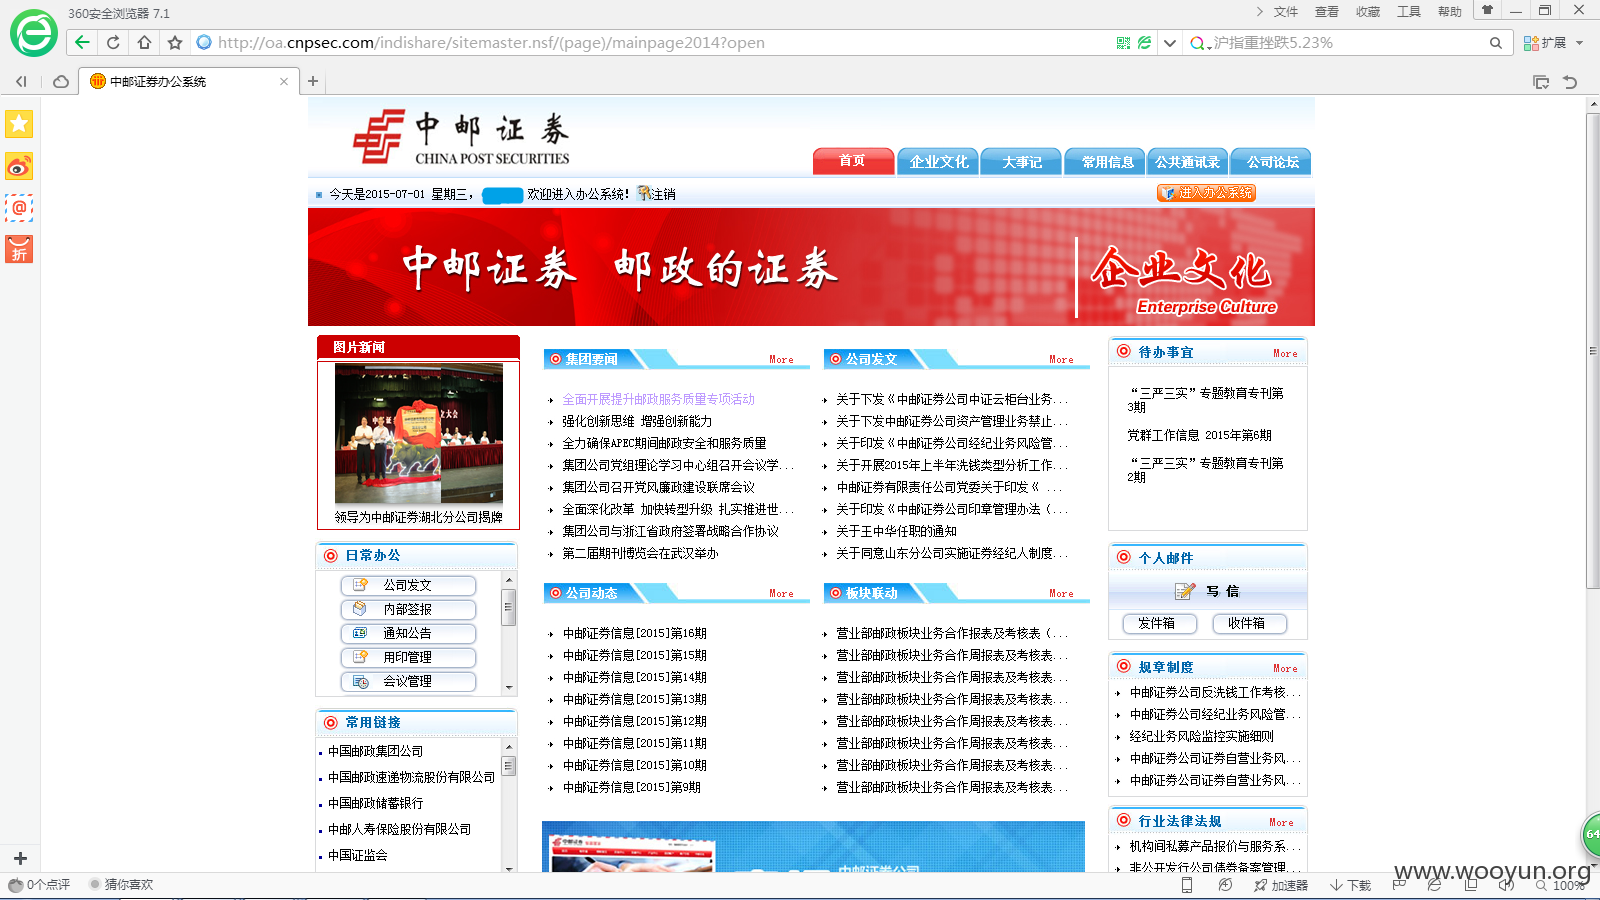 360安全浏览器 7.1
文件 查看 收藏 工具 帮助
http://oa.cnpsec.com/indishare/sitemaster.nsf/(page)/mainpage2014?open
沪指重挫跌5.23%
扩展
中邮证券办公系统
中邮证券
CHINA POST SECURITIES
首页 企业文化 大事记 常用信息 公共通讯录 公司论坛
今天是2015-07-01 星期三， 欢迎进入办公系统！ 注销
进入办公系统
中邮证券 邮政的证券
企业文化
Enterprise Culture
图片新闻
领导为中邮证券湖北分公司揭牌
日常办公
公司发文
内部签报
通知公告
用印管理
会议管理
常用链接
中国邮政集团公司
中国邮政速递物流股份有限公司
中国邮政储蓄银行
中邮人寿保险股份有限公司
中国证监会
集团要闻 More
全面开展提升邮政服务质量专项活动
强化创新思维 增强创新能力
全力确保APEC期间邮政安全和服务质量
集团公司党组理论学习中心组召开会议学...
集团公司召开党风廉政建设联席会议
全面深化改革 加快转型升级 扎实推进世...
集团公司与浙江省政府签署战略合作协议
第二届期刊博览会在武汉举办
公司动态 More
中邮证券信息[2015]第16期
中邮证券信息[2015]第15期
中邮证券信息[2015]第14期
中邮证券信息[2015]第13期
中邮证券信息[2015]第12期
中邮证券信息[2015]第11期
中邮证券信息[2015]第10期
中邮证券信息[2015]第9期
公司发文 More
关于下发《中邮证券公司中证云柜台业务...
关于下发中邮证券公司资产管理业务禁止...
关于印发《中邮证券公司经纪业务风险管...
关于开展2015年上半年洗钱类型分析工作...
中邮证券有限责任公司党委关于印发《 ...
关于印发《中邮证券公司印章管理办法（...
关于王中华任职的通知
关于同意山东分公司实施证券经纪人制度...
板块联动 More
营业部邮政板块业务合作报表及考核表（...
营业部邮政板块业务合作周报表及考核表...
营业部邮政板块业务合作周报表及考核表...
营业部邮政板块业务合作周报表及考核表...
营业部邮政板块业务合作周报表及考核表...
营业部邮政板块业务合作周报表及考核表...
营业部邮政板块业务合作周报表及考核表...
营业部邮政板块业务合作周报表及考核表...
中邮证券公司
待办事宜 More
“三严三实”专题教育专刊第
3期
党群工作信息 2015年第6期
“三严三实”专题教育专刊第
2期
个人邮件
写 信
发件箱 收件箱
规章制度 More
中邮证券公司反洗钱工作考核...
中邮证券公司经纪业务风险管...
经纪业务风险监控实施细则
中邮证券公司证券自营业务风...
中邮证券公司证券自营业务风...
行业法律法规 More
机构间私募产品报价与服务系...
非公开发行公司债券备案管理...
64
www.wooyun.org
0个点评 猜你喜欢
加速器 下载 100%